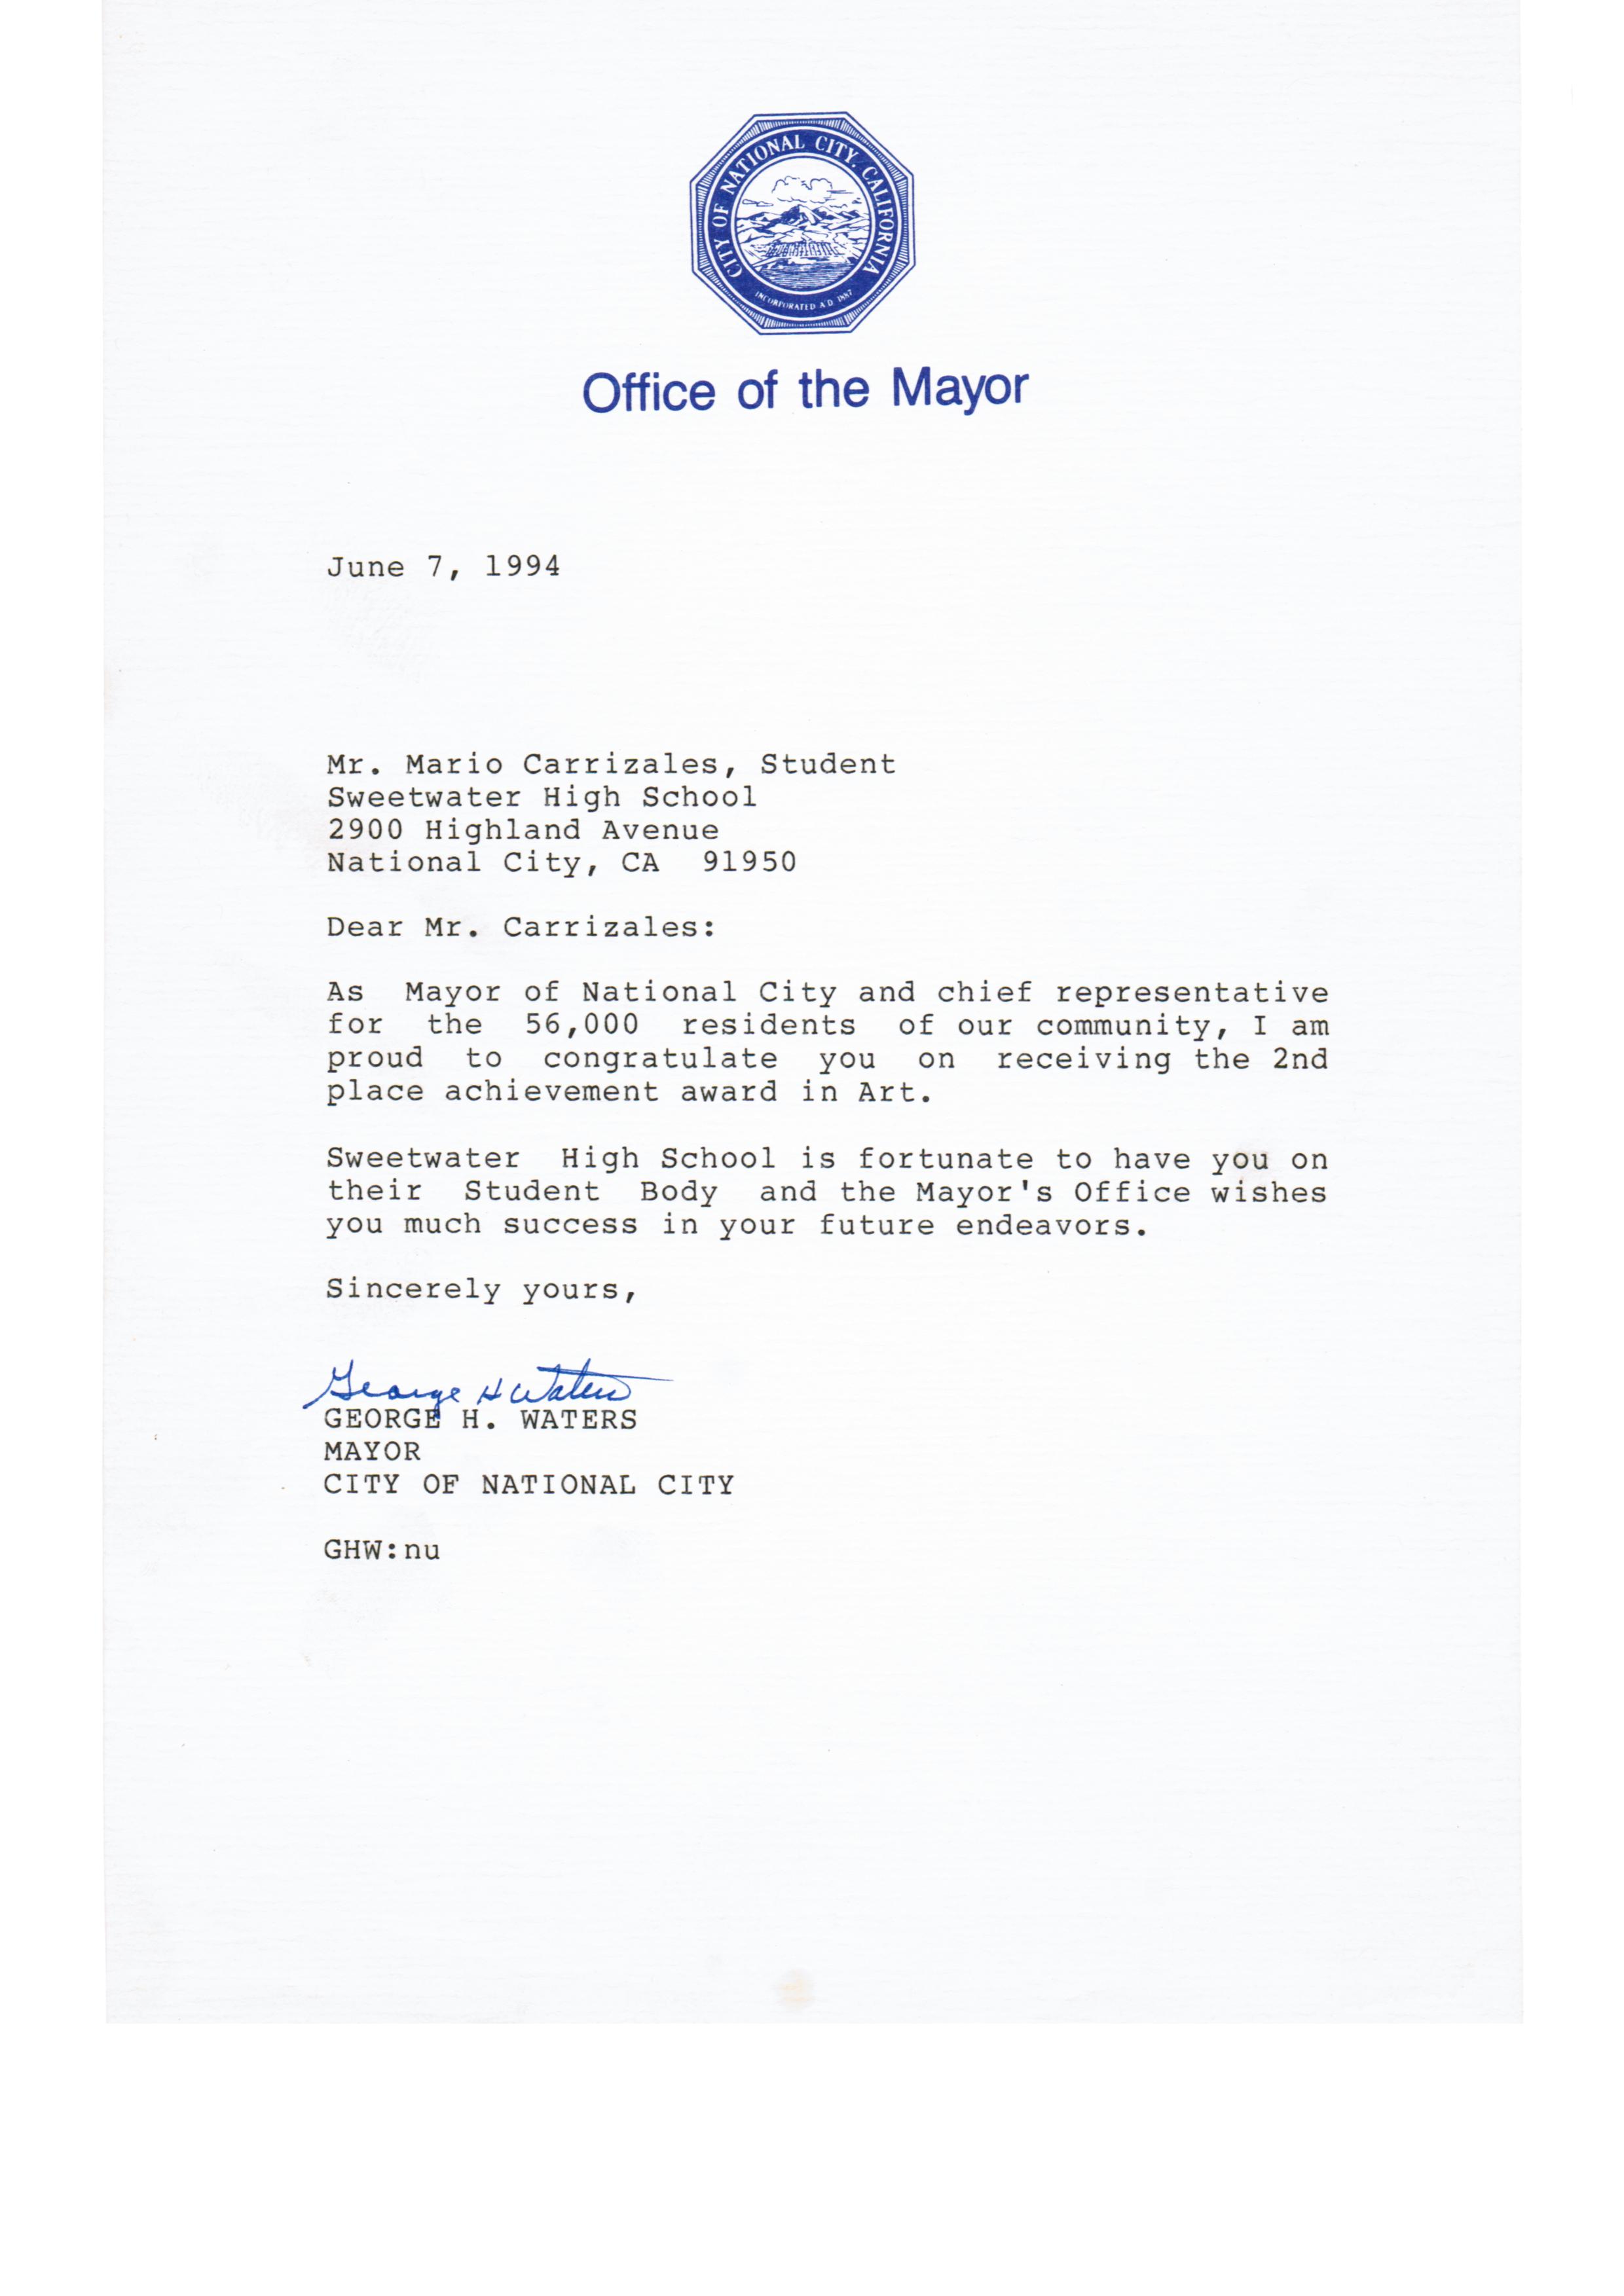 CITY OF NATIONAL CITY, CALIFORNIA
INCORPORATED A.D. 1887
Office of the Mayor
June 7, 1994
Mr. Mario Carrizales, Student
Sweetwater High School
2900 Highland Avenue
National City, CA 91950
Dear Mr. Carrizales:
As Mayor of National City and chief representative
for the 56,000 residents of our community, I am
proud to congratulate you on receiving the 2nd
place achievement award in Art.
Sweetwater High School is fortunate to have you on
their Student Body and the Mayor's Office wishes
you much success in your future endeavors.
Sincerely yours,
George H Waters
GEORGE H. WATERS
MAYOR
CITY OF NATIONAL CITY
GHW:nu